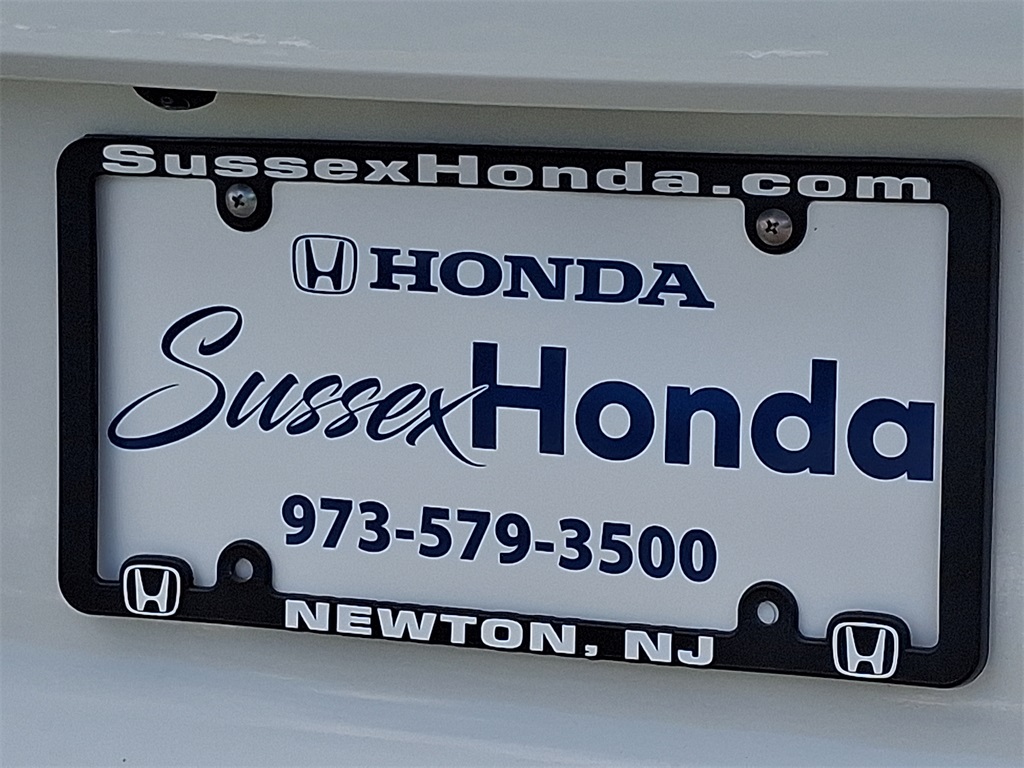 SussexHonda.com
HONDA
SussexHonda
973-579-3500
NEWTON, NJ